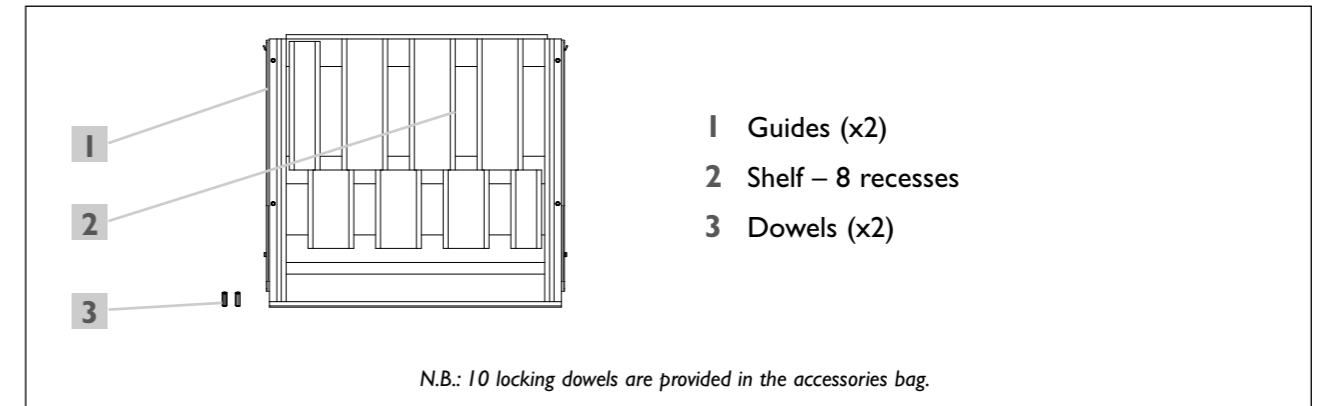 1
2
3
1 Guides (x2)
2 Shelf – 8 recesses
3 Dowels (x2)
N.B.: 10 locking dowels are provided in the accessories bag.